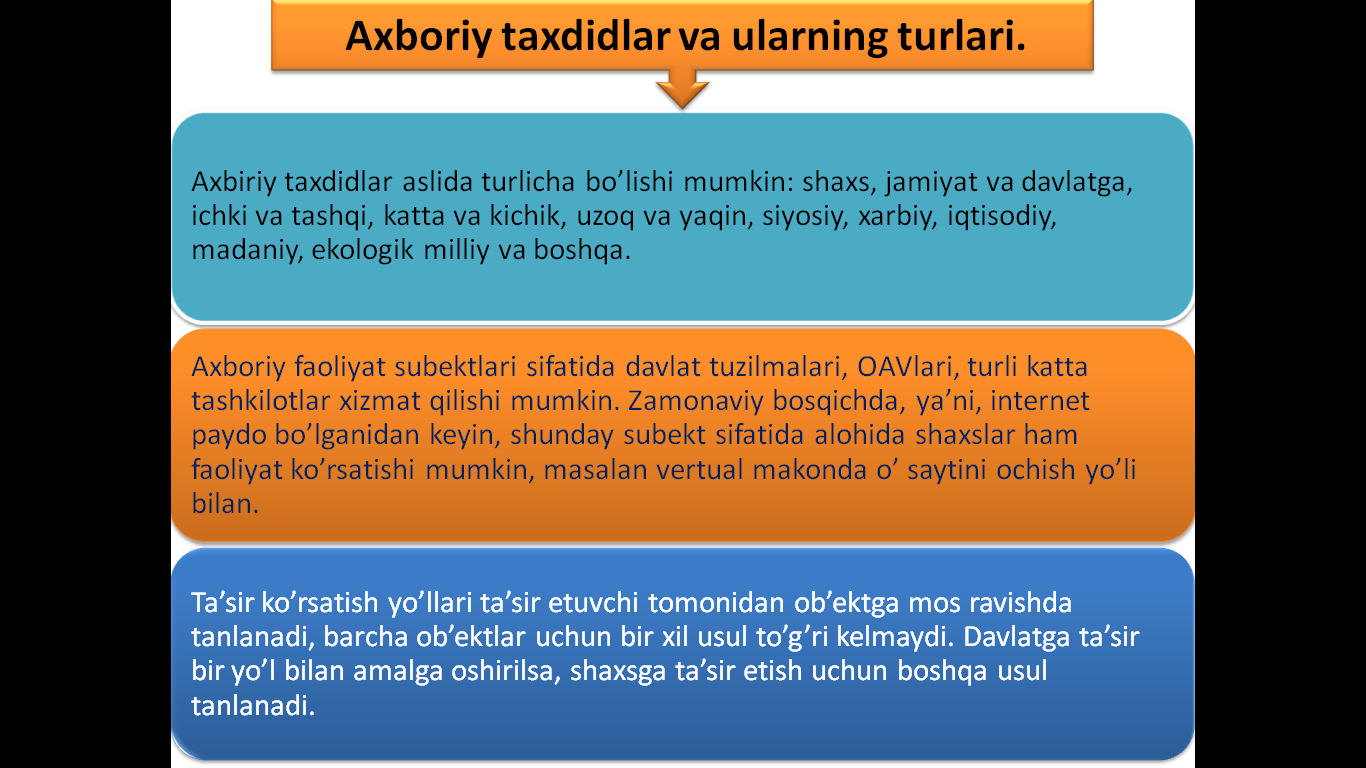 Axboriy taxdidlar va ularning turlari.
Axbiriy taxdidlar aslida turlicha bo’lishi mumkin: shaxs, jamiyat va davlatga,
ichki va tashqi, katta va kichik, uzoq va yaqin, siyosiy, xarbiy, iqtisodiy,
madaniy, ekologik milliy va boshqa.
Axboriy faoliyat subektlari sifatida davlat tuzilmalari, OAVlari, turli katta
tashkilotlar xizmat qilishi mumkin. Zamonaviy bosqichda, ya’ni, internet
paydo bo’lganidan keyin, shunday subekt sifatida alohida shaxslar ham
faoliyat ko’rsatishi mumkin, masalan vertual makonda o’ saytini ochish yo’li
bilan.
Ta’sir ko’rsatish yo’llari ta’sir etuvchi tomonidan ob’ektga mos ravishda
tanlanadi, barcha ob’ektlar uchun bir xil usul to’g’ri kelmaydi. Davlatga ta’sir
bir yo’l bilan amalga oshirilsa, shaxsga ta’sir etish uchun boshqa usul
tanlanadi.